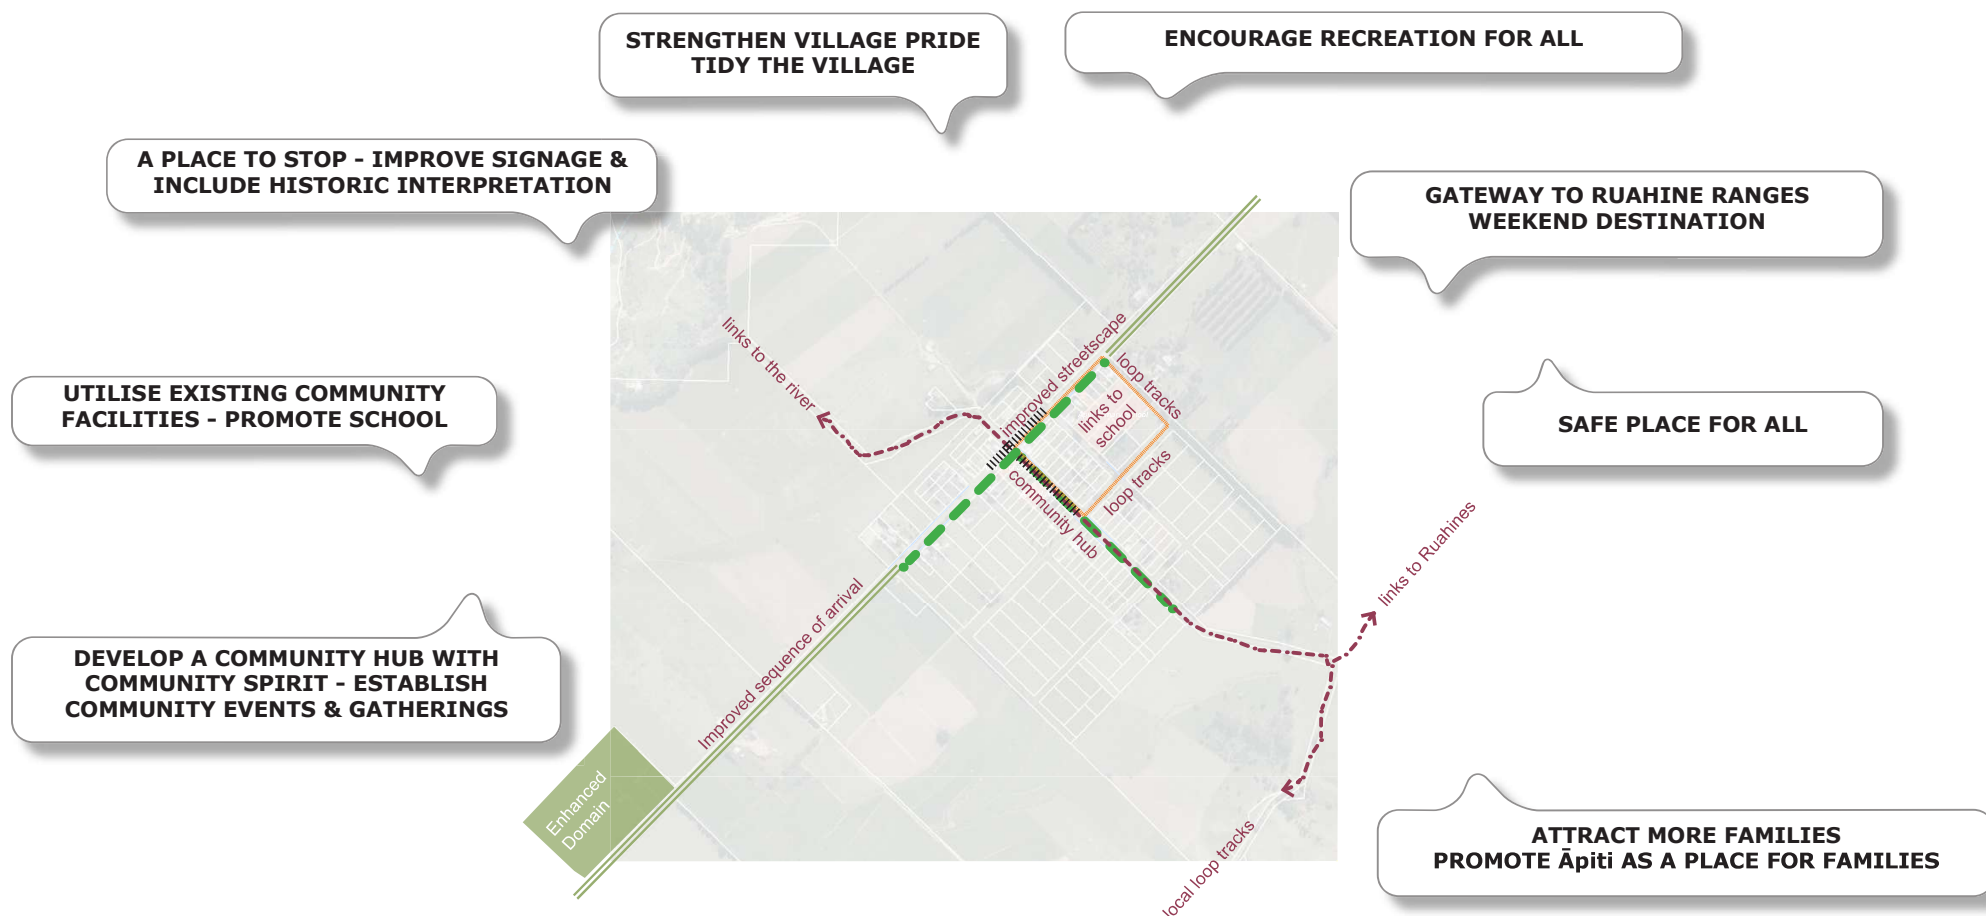 STRENGTHEN VILLAGE PRIDE
TIDY THE VILLAGE
ENCOURAGE RECREATION FOR ALL
A PLACE TO STOP - IMPROVE SIGNAGE &
INCLUDE HISTORIC INTERPRETATION
GATEWAY TO RUAHINE RANGES
WEEKEND DESTINATION
links to the river
improved streetscape
loop tracks
links to
school
UTILISE EXISTING COMMUNITY
FACILITIES - PROMOTE SCHOOL
SAFE PLACE FOR ALL
loop tracks
community hub
links to Ruahines
Improved sequence of arrival
DEVELOP A COMMUNITY HUB WITH
COMMUNITY SPIRIT - ESTABLISH
COMMUNITY EVENTS & GATHERINGS
Enhanced
Domain
local loop tracks
ATTRACT MORE FAMILIES
PROMOTE Āpiti AS A PLACE FOR FAMILIES